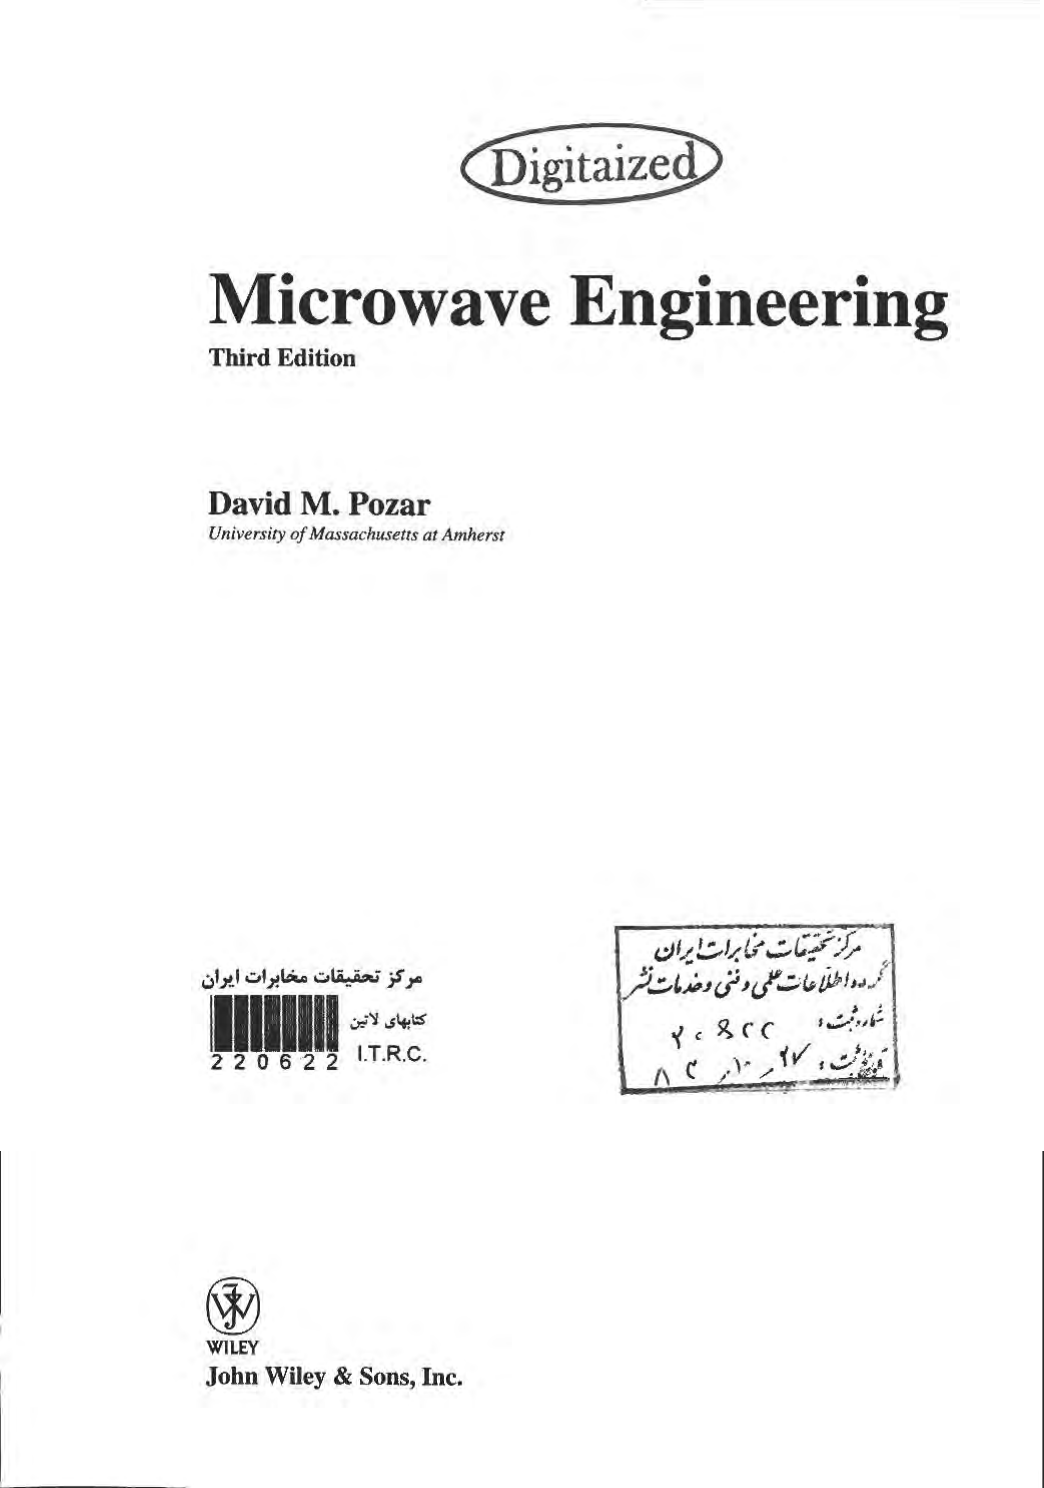 Digitaized
Microwave Engineering
Third Edition
David M. Pozar
University of Massachusetts at Amherst
مرکز تحقیقات مخابرات ایران
کتابهای لاتین
220622
I.T.R.C.
مرکز تحقیقات مخابرات ایران
گروه اطلاعات علمی و فنی و خدمات نشر
شماره ثبت :
تاریخ ثبت :
WILEY
John Wiley & Sons, Inc.